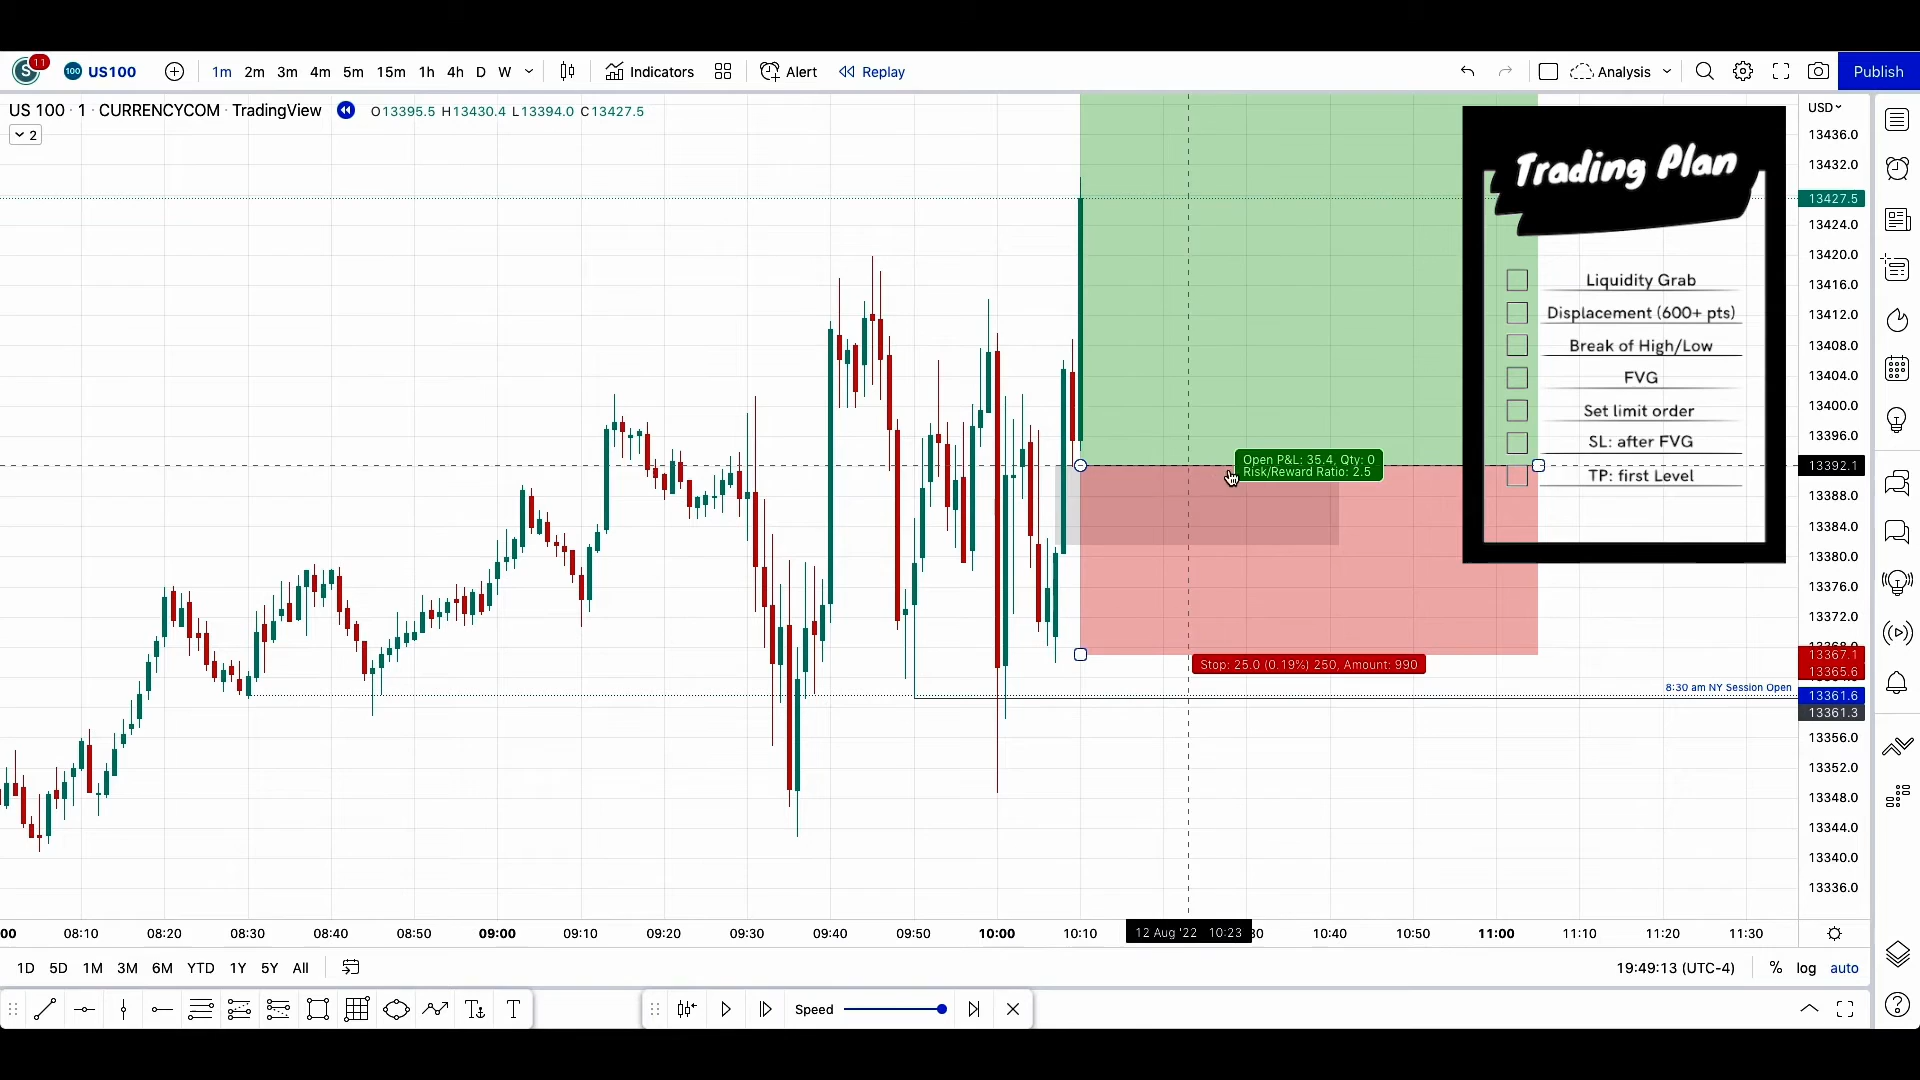 S 11 100 US100 1m 2m 3m 4m 5m 15m 1h 4h D W Indicators Alert Replay Analysis Publish
US 100 · 1 · CURRENCYCOM · TradingView O13395.5 H13430.4 L13394.0 C13427.5
2
USD
13436.0
13432.0
13427.5
13424.0
13420.0
13416.0
13412.0
13408.0
13404.0
13400.0
13396.0
13392.1
13388.0
13384.0
13380.0
13376.0
13372.0
13367.1
13365.6
13361.6
13361.3
13356.0
13352.0
13348.0
13344.0
13340.0
13336.0
Trading Plan
Liquidity Grab
Displacement (600+ pts)
Break of High/Low
FVG
Set limit order
SL: after FVG
TP: first Level
Open P&L: 35.4, Qty: 0
Risk/Reward Ratio: 2.5
Stop: 25.0 (0.19%) 250, Amount: 990
8:30 am NY Session Open
00 08:10 08:20 08:30 08:40 08:50 09:00 09:10 09:20 09:30 09:40 09:50 10:00 10:10 12 Aug '22 10:23 30 10:40 10:50 11:00 11:10 11:20 11:30
1D 5D 1M 3M 6M YTD 1Y 5Y All 19:49:13 (UTC-4) % log auto
T Speed